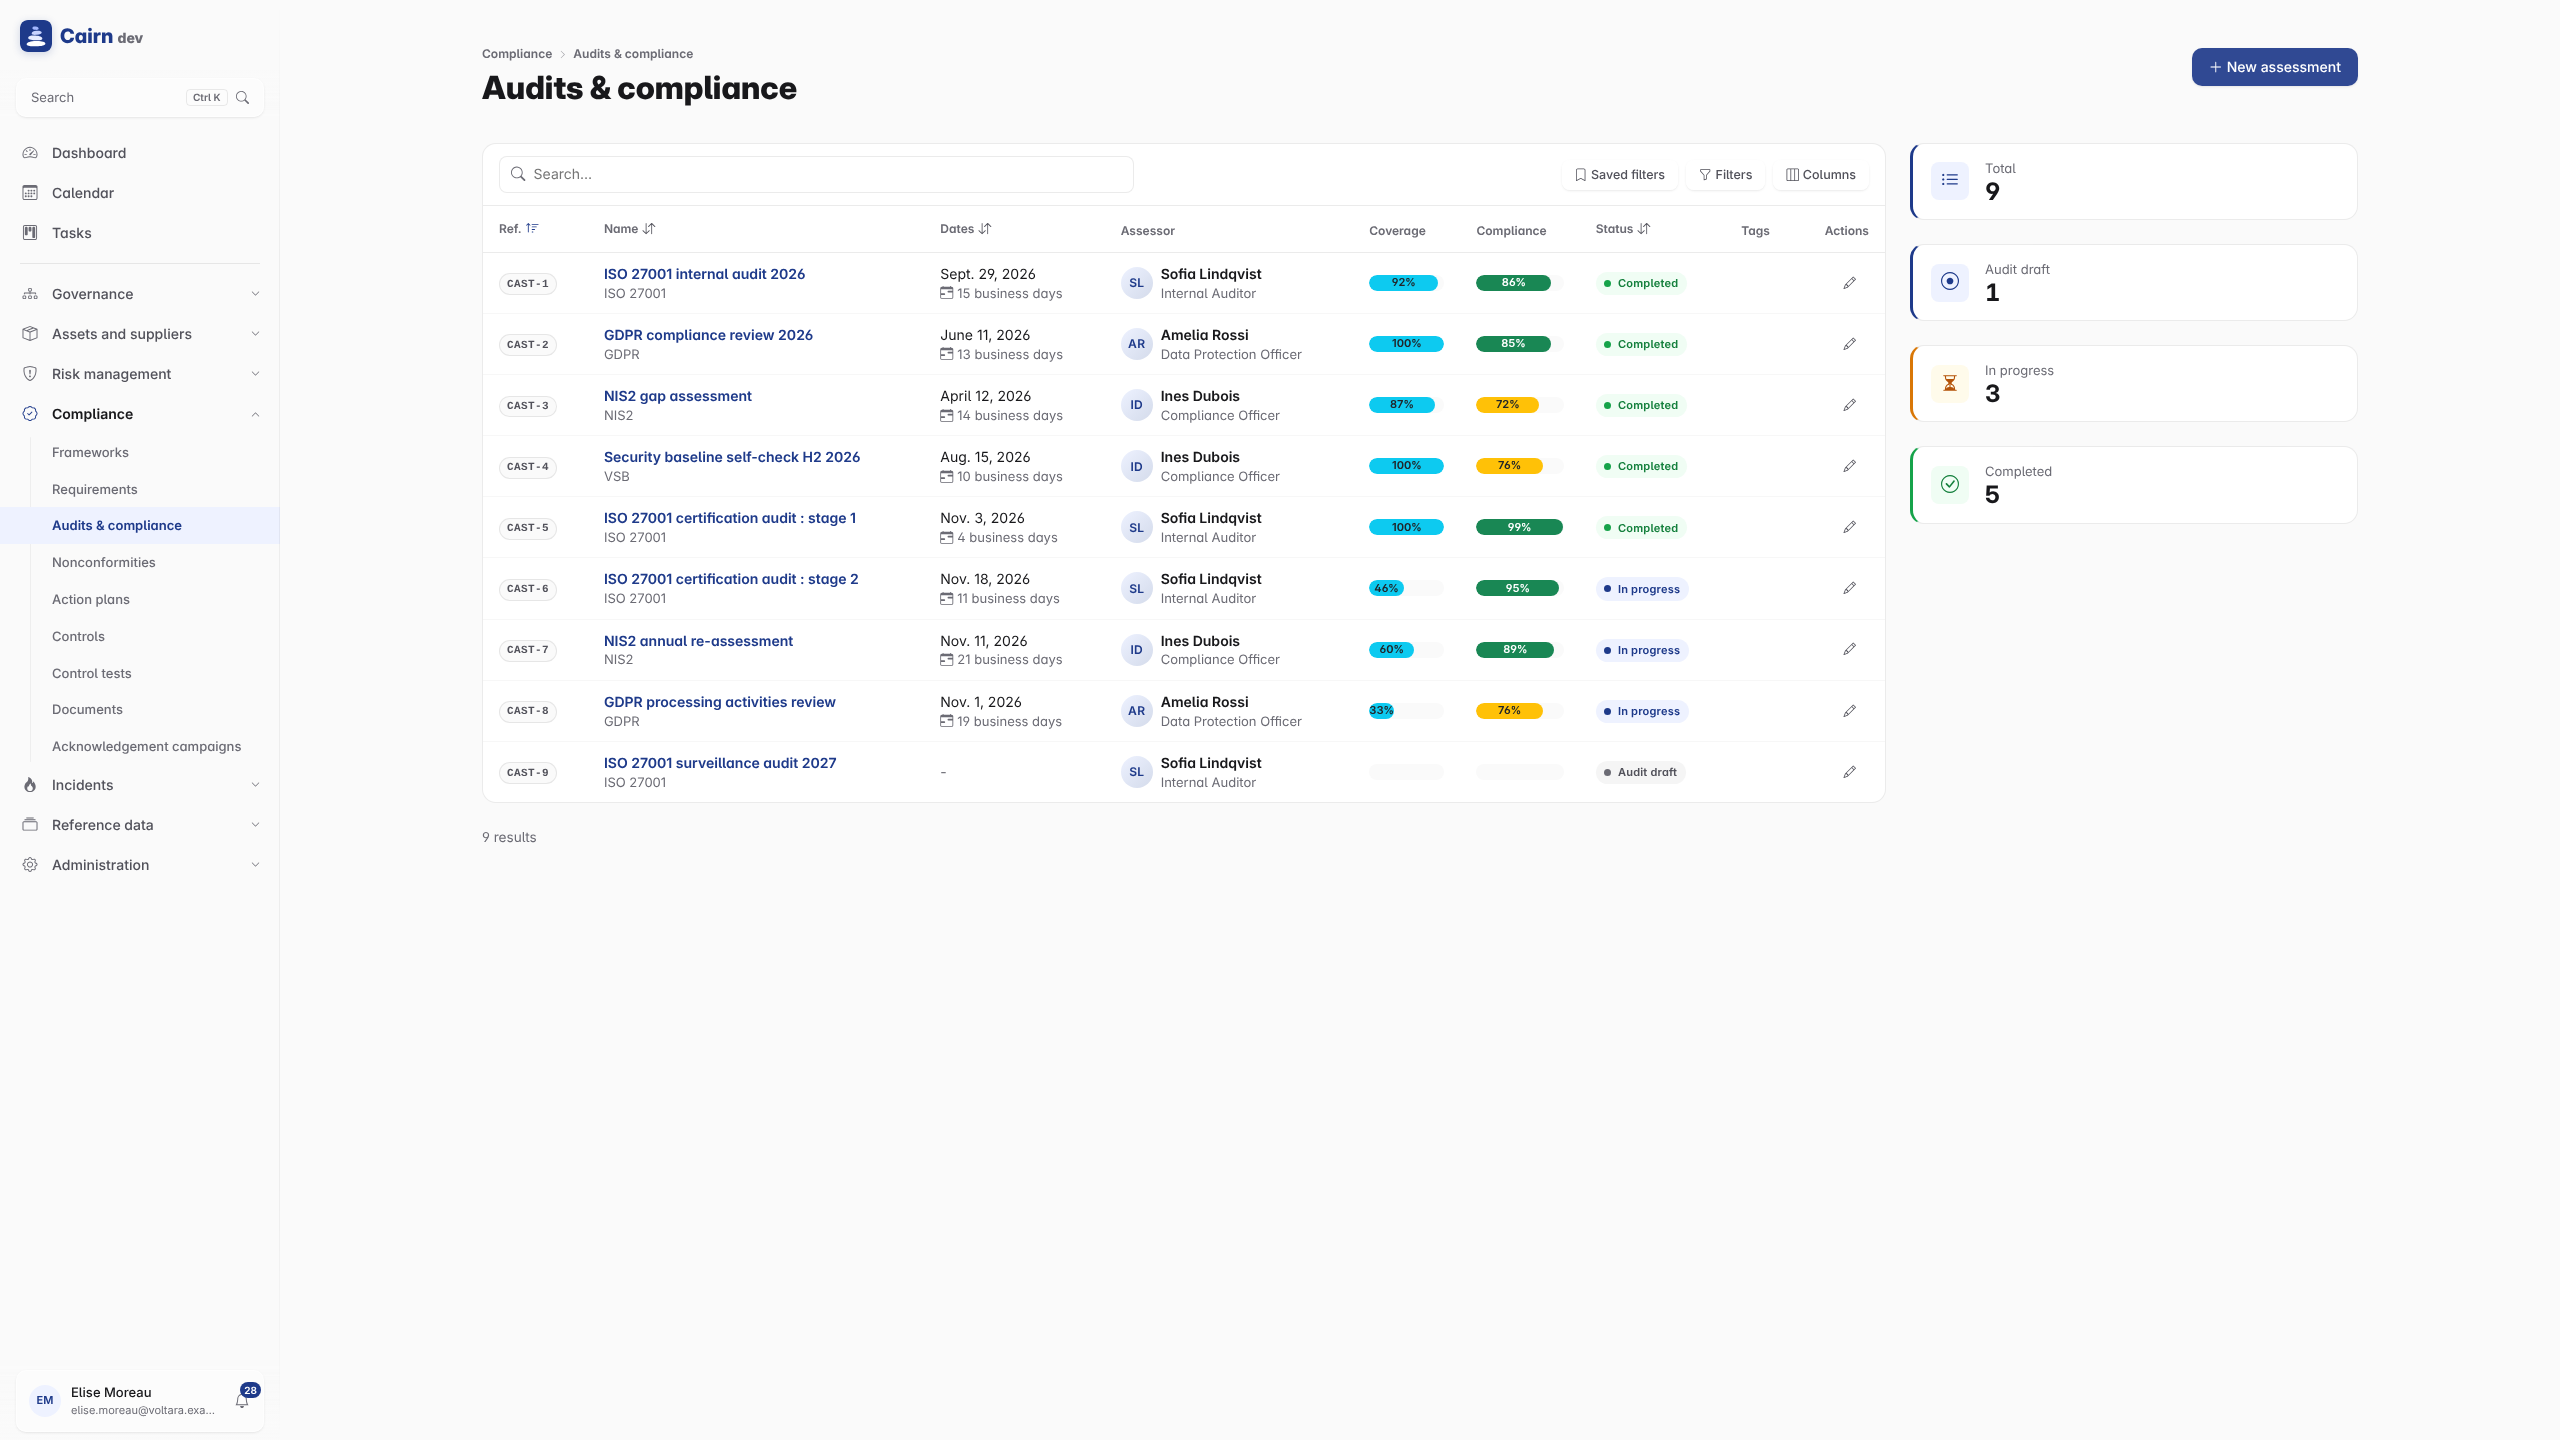 Cairn dev
Search Ctrl K
Dashboard
Calendar
Tasks
Governance
Assets and suppliers
Risk management
Compliance
Frameworks
Requirements
Audits & compliance
Nonconformities
Action plans
Controls
Control tests
Documents
Acknowledgement campaigns
Incidents
Reference data
Administration
EM
Elise Moreau
elise.moreau@voltara.exa...
28
Compliance > Audits & compliance
Audits & compliance
+ New assessment
Search...
Saved filters Filters Columns
Ref. Name Dates Assessor Coverage Compliance Status Tags Actions
CAST-1 ISO 27001 internal audit 2026 Sept. 29, 2026 SL Sofia Lindqvist 92% 86% Completed
ISO 27001 15 business days Internal Auditor
CAST-2 GDPR compliance review 2026 June 11, 2026 AR Amelia Rossi 100% 85% Completed
GDPR 13 business days Data Protection Officer
CAST-3 NIS2 gap assessment April 12, 2026 ID Ines Dubois 87% 72% Completed
NIS2 14 business days Compliance Officer
CAST-4 Security baseline self-check H2 2026 Aug. 15, 2026 ID Ines Dubois 100% 76% Completed
VSB 10 business days Compliance Officer
CAST-5 ISO 27001 certification audit : stage 1 Nov. 3, 2026 SL Sofia Lindqvist 100% 99% Completed
ISO 27001 4 business days Internal Auditor
CAST-6 ISO 27001 certification audit : stage 2 Nov. 18, 2026 SL Sofia Lindqvist 46% 95% In progress
ISO 27001 11 business days Internal Auditor
CAST-7 NIS2 annual re-assessment Nov. 11, 2026 ID Ines Dubois 60% 89% In progress
NIS2 21 business days Compliance Officer
CAST-8 GDPR processing activities review Nov. 1, 2026 AR Amelia Rossi 33% 76% In progress
GDPR 19 business days Data Protection Officer
CAST-9 ISO 27001 surveillance audit 2027 - SL Sofia Lindqvist Audit draft
ISO 27001 Internal Auditor
9 results
Total
9
Audit draft
1
In progress
3
Completed
5